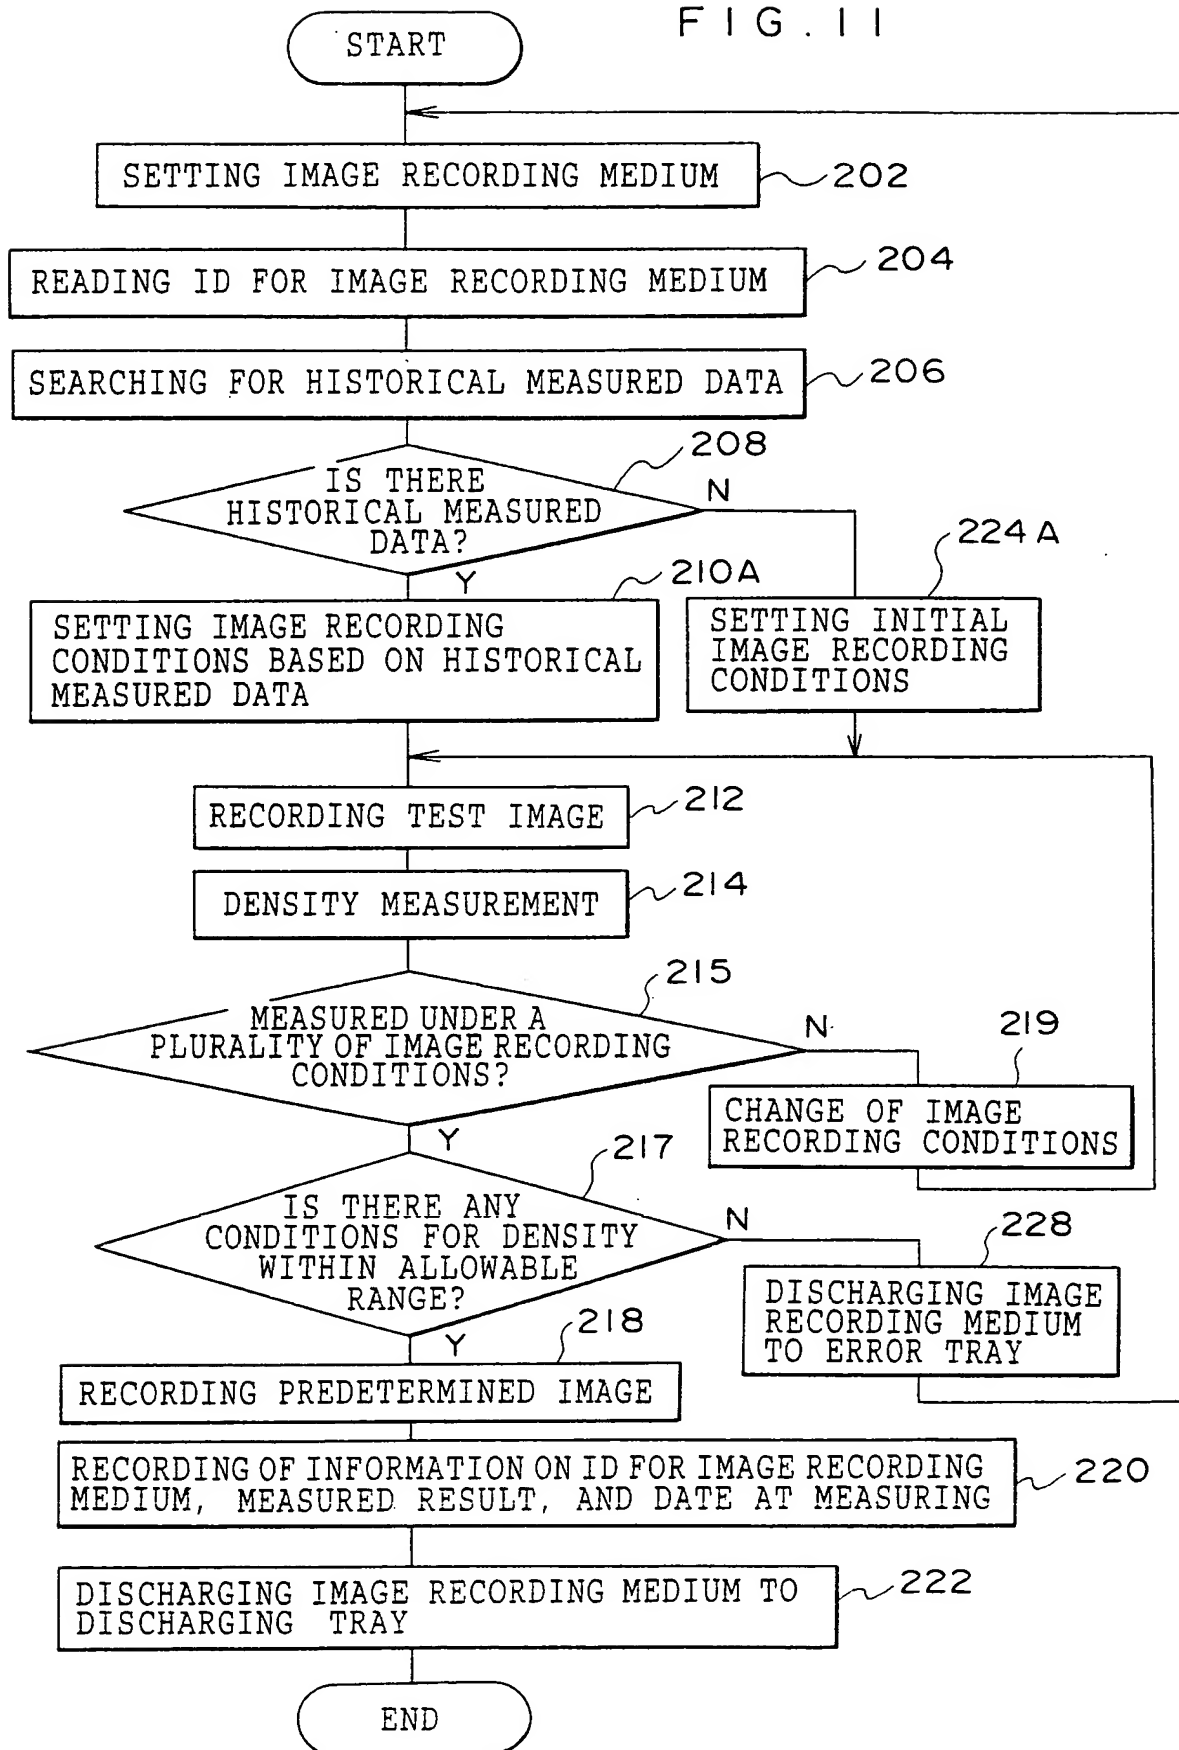 FIG. 11
START
SETTING IMAGE RECORDING MEDIUM
202
READING ID FOR IMAGE RECORDING MEDIUM
204
SEARCHING FOR HISTORICAL MEASURED DATA
206
208
IS THERE
HISTORICAL MEASURED
DATA?
N
Y
210A
SETTING IMAGE RECORDING
CONDITIONS BASED ON HISTORICAL
MEASURED DATA
224A
SETTING INITIAL
IMAGE RECORDING
CONDITIONS
RECORDING TEST IMAGE
212
DENSITY MEASUREMENT
214
215
MEASURED UNDER A
PLURALITY OF IMAGE RECORDING
CONDITIONS?
N
Y
219
CHANGE OF IMAGE
RECORDING CONDITIONS
217
IS THERE ANY
CONDITIONS FOR DENSITY
WITHIN ALLOWABLE
RANGE?
N
Y
228
DISCHARGING IMAGE
RECORDING MEDIUM
TO ERROR TRAY
218
RECORDING PREDETERMINED IMAGE
RECORDING OF INFORMATION ON ID FOR IMAGE RECORDING
MEDIUM, MEASURED RESULT, AND DATE AT MEASURING
220
DISCHARGING IMAGE RECORDING MEDIUM TO
DISCHARGING TRAY
222
END